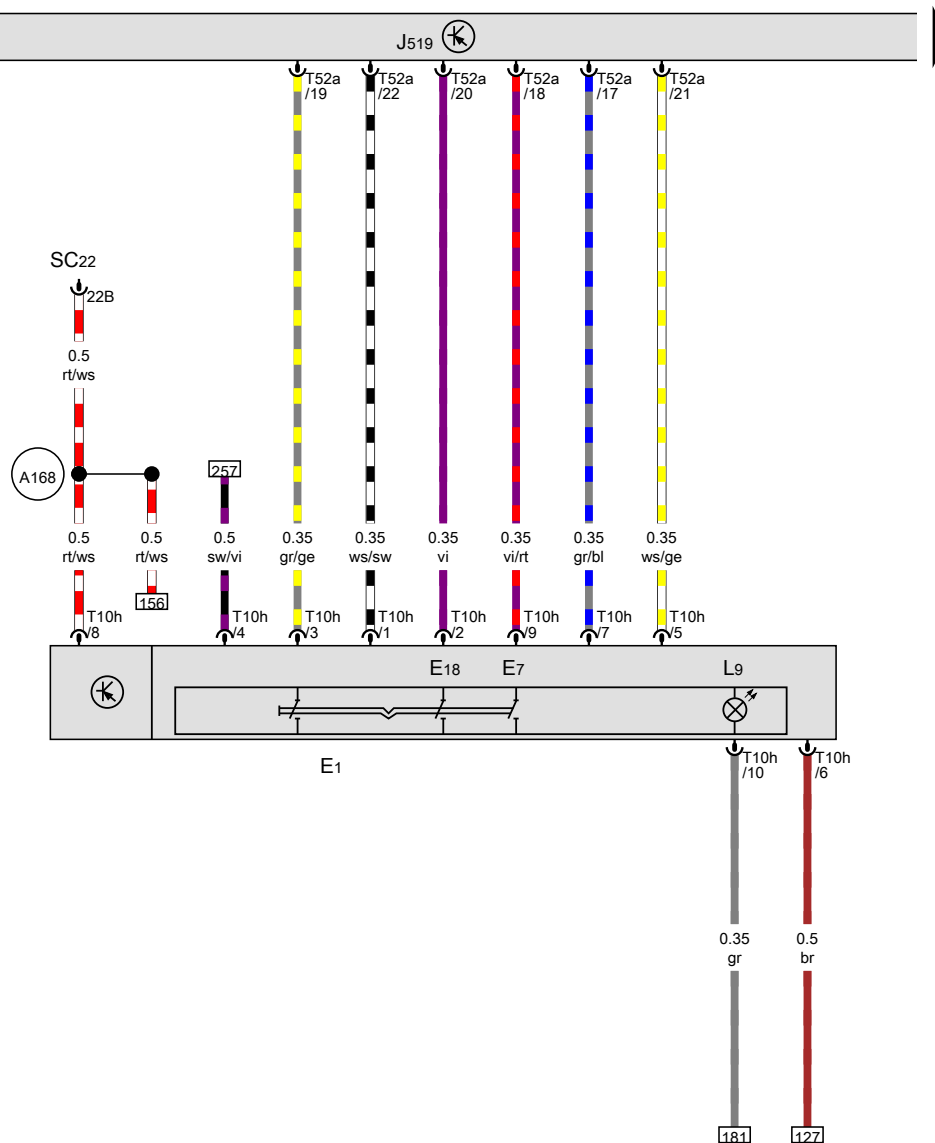 J519
T52a
/19
T52a
/22
T52a
/20
T52a
/18
T52a
/17
T52a
/21
SC22
22B
0.5
rt/ws
A168
257
0.5
rt/ws
0.5
rt/ws
0.5
sw/vi
0.35
gr/ge
0.35
ws/sw
0.35
vi
0.35
vi/rt
0.35
gr/bl
0.35
ws/ge
156
T10h
/8
T10h
/4
T10h
/3
T10h
/1
T10h
/2
T10h
/9
T10h
/7
T10h
/5
E18
E7
L9
E1
T10h
/10
T10h
/6
0.35
gr
0.5
br
181
127